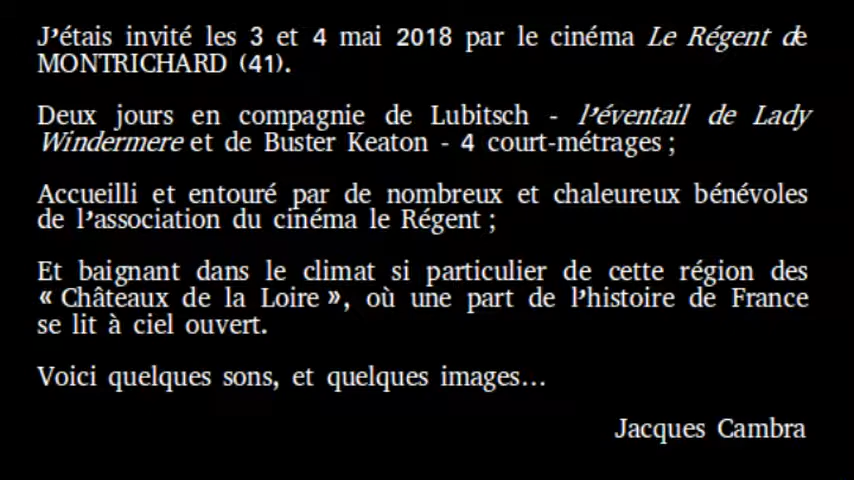 J’étais invité les 3 et 4 mai 2018 par le cinéma Le Régent de
MONTRICHARD (41).
Deux jours en compagnie de Lubitsch - l’éventail de Lady
Windermere et de Buster Keaton - 4 court-métrages ;
Accueilli et entouré par de nombreux et chaleureux bénévoles
de l’association du cinéma le Régent ;
Et baignant dans le climat si particulier de cette région des
« Châteaux de la Loire », où une part de l’histoire de France
se lit à ciel ouvert.
Voici quelques sons, et quelques images...
Jacques Cambra